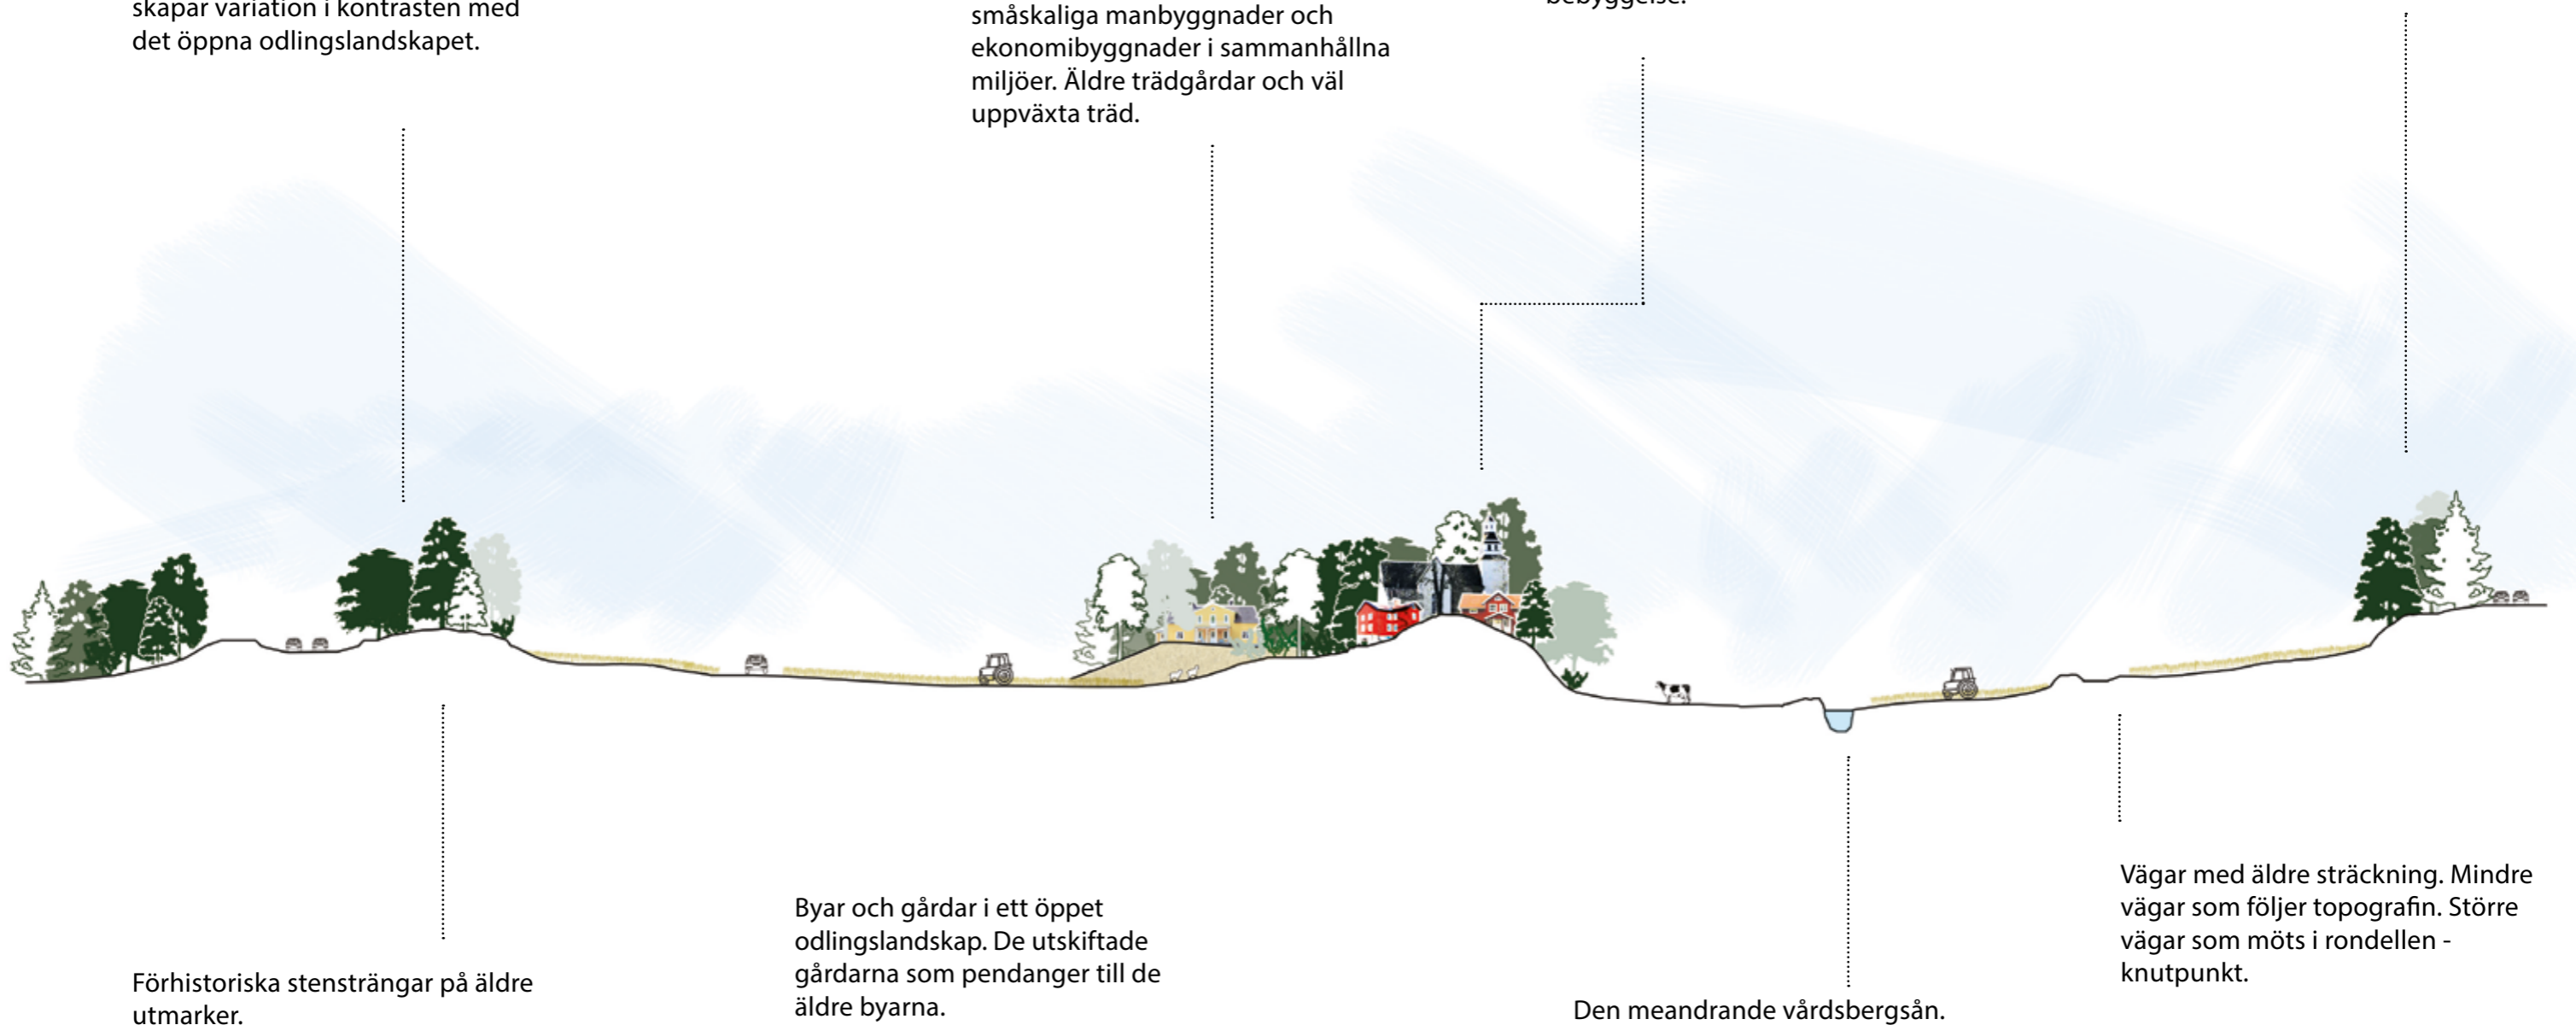 skapar variation i kontrasten med
det öppna odlingslandskapet.
småskaliga manbyggnader och
ekonomibyggnader i sammanhållna
miljöer. Äldre trädgårdar och väl
uppväxta träd.
bebyggelse.
Förhistoriska stensträngar på äldre
utmarker.
Byar och gårdar i ett öppet
odlingslandskap. De utskiftade
gårdarna som pendanger till de
äldre byarna.
Den meandrande vårdsbergsån.
Vägar med äldre sträckning. Mindre
vägar som följer topografin. Större
vägar som möts i rondellen -
knutpunkt.